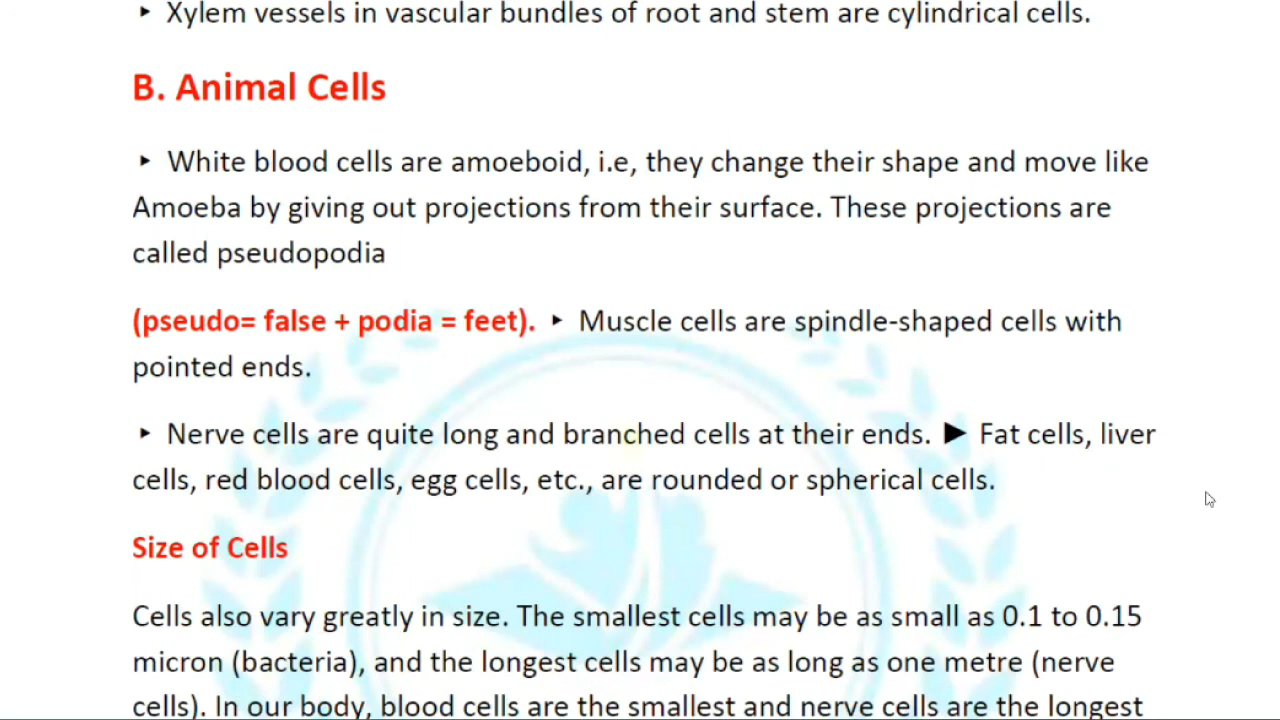 ‣ Xylem vessels in vascular bundles of root and stem are cylindrical cells.
B. Animal Cells
‣ White blood cells are amoeboid, i.e, they change their shape and move like
Amoeba by giving out projections from their surface. These projections are
called pseudopodia
(pseudo= false + podia = feet). ‣ Muscle cells are spindle-shaped cells with
pointed ends.
‣ Nerve cells are quite long and branched cells at their ends. ► Fat cells, liver
cells, red blood cells, egg cells, etc., are rounded or spherical cells.
Size of Cells
Cells also vary greatly in size. The smallest cells may be as small as 0.1 to 0.15
micron (bacteria), and the longest cells may be as long as one metre (nerve
cells). In our body, blood cells are the smallest and nerve cells are the longest